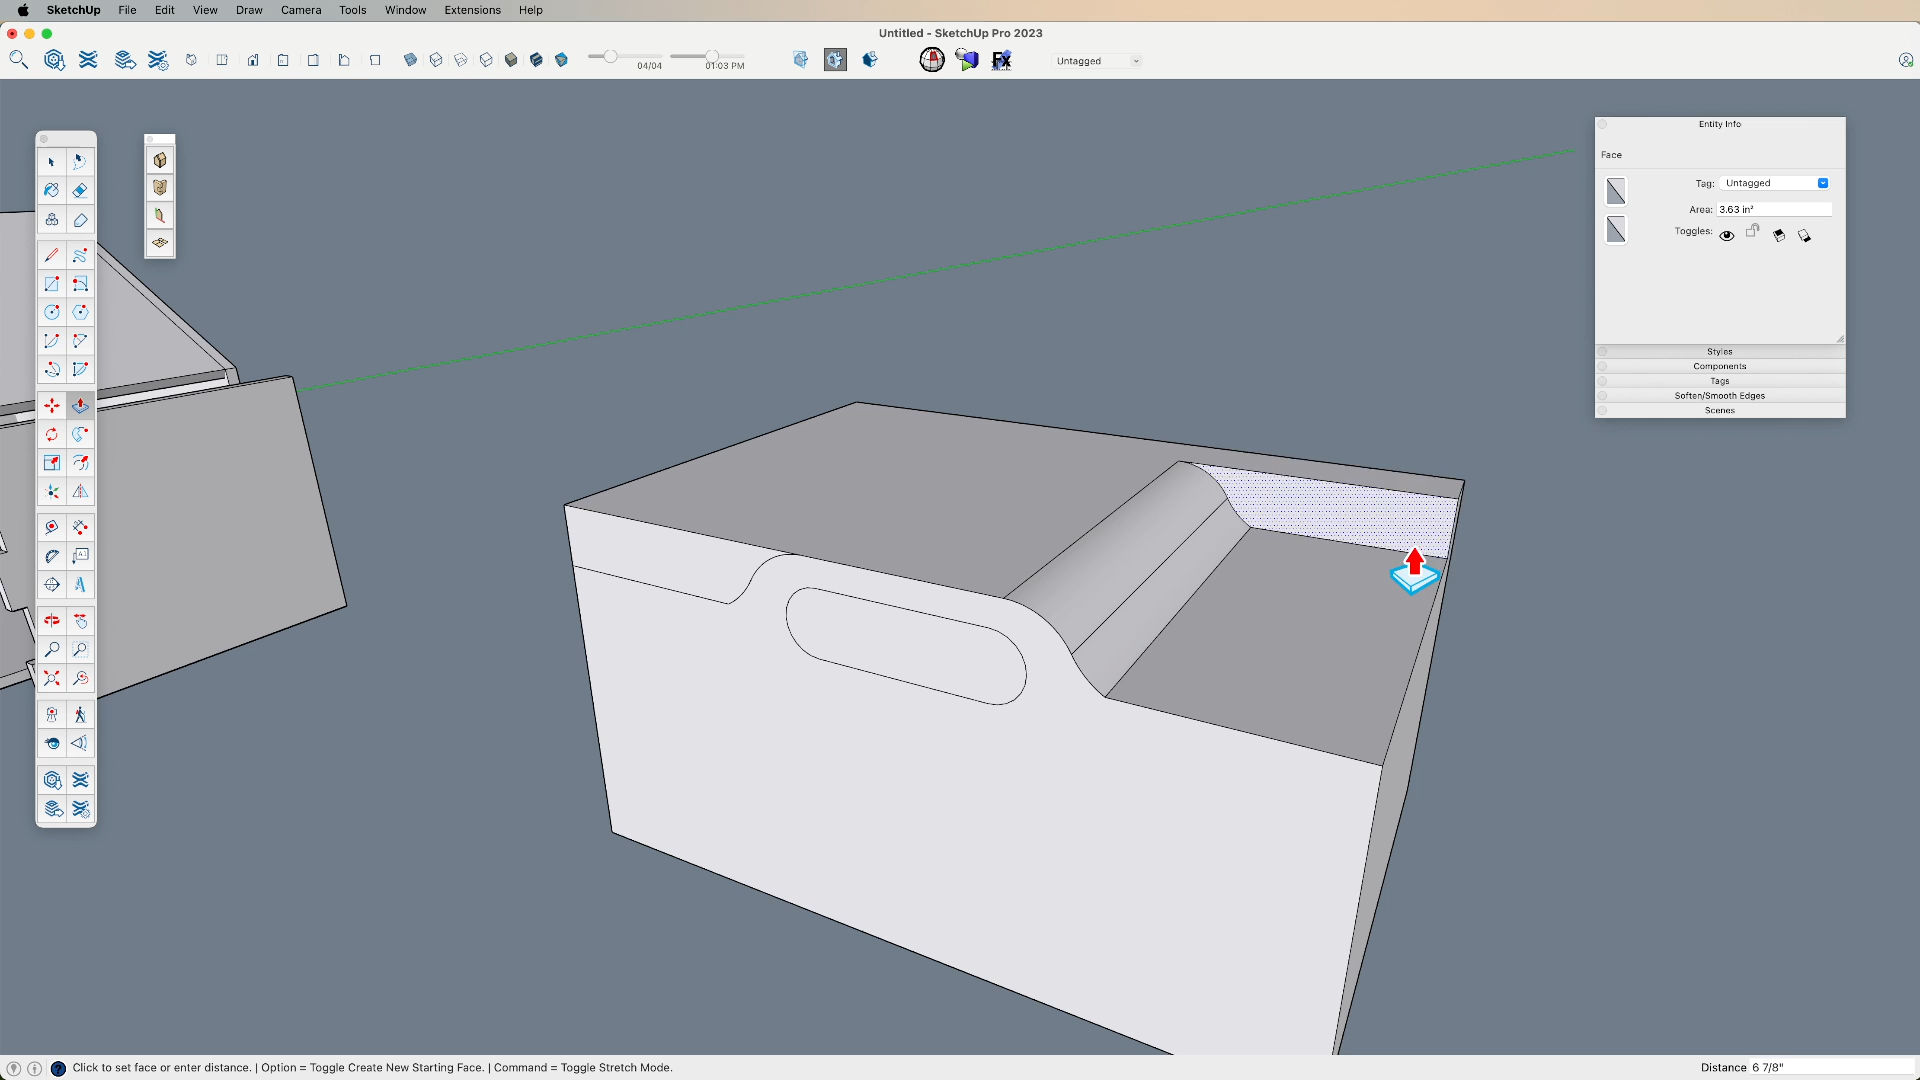 SketchUp File Edit View Draw Camera Tools Window Extensions Help
Untitled - SketchUp Pro 2023
04/04 01:03 PM
Untagged
Entity Info
Face
Tag: Untagged
Area: 3.63 in²
Toggles:
Styles
Components
Tags
Soften/Smooth Edges
Scenes
Click to set face or enter distance. | Option = Toggle Create New Starting Face. | Command = Toggle Stretch Mode.
Distance 6 7/8"